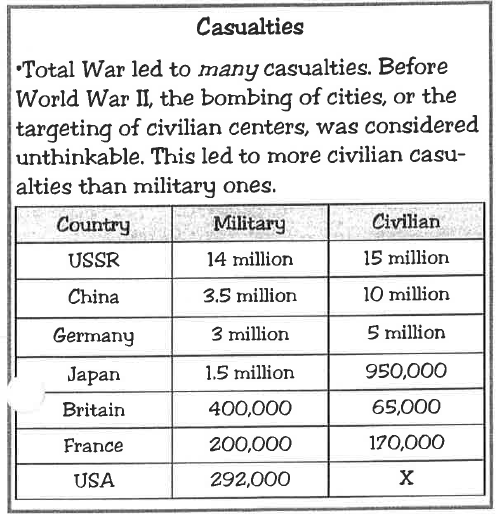 Casualties
•Total War led to many casualties. Before
World War II, the bombing of cities, or the
targeting of civilian centers, was considered
unthinkable. This led to more civilian casu-
alties than military ones.
Country Military Civilian
USSR 14 million 15 million
China 3.5 million 10 million
Germany 3 million 5 million
Japan 1.5 million 950,000
Britain 400,000 65,000
France 200,000 170,000
USA 292,000 X